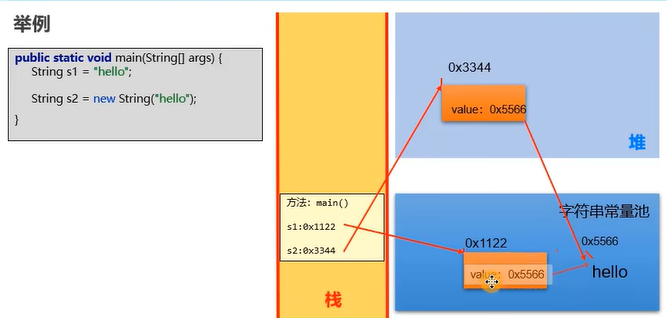 举例
public static void main(String[] args) {
String s1 = "hello";
String s2 = new String("hello");
}
0x3344
value: 0x5566
堆
方法: main()
s1:0x1122
s2:0x3344
栈
字符串常量池
0x1122
0x5566
value: 0x5566
hello